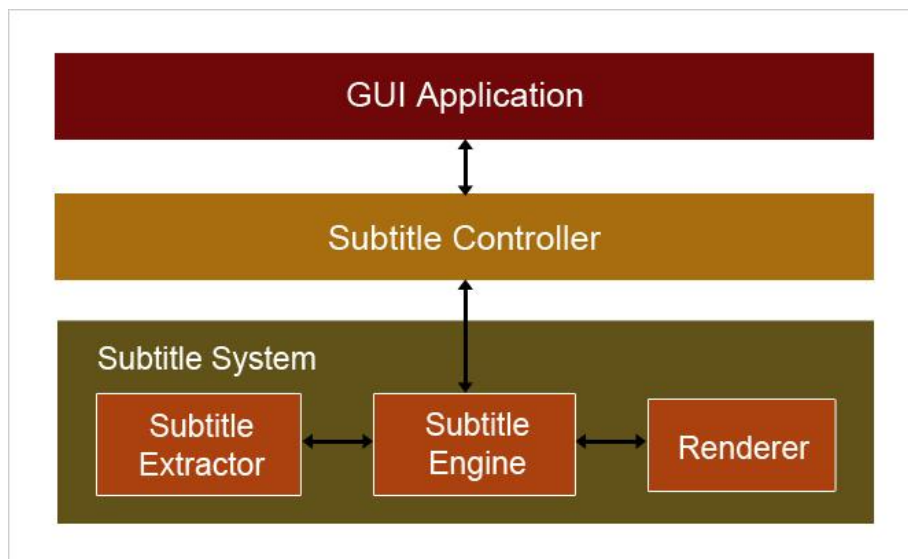 GUI Application
Subtitle Controller
Subtitle System
Subtitle
Extractor
Subtitle
Engine
Renderer